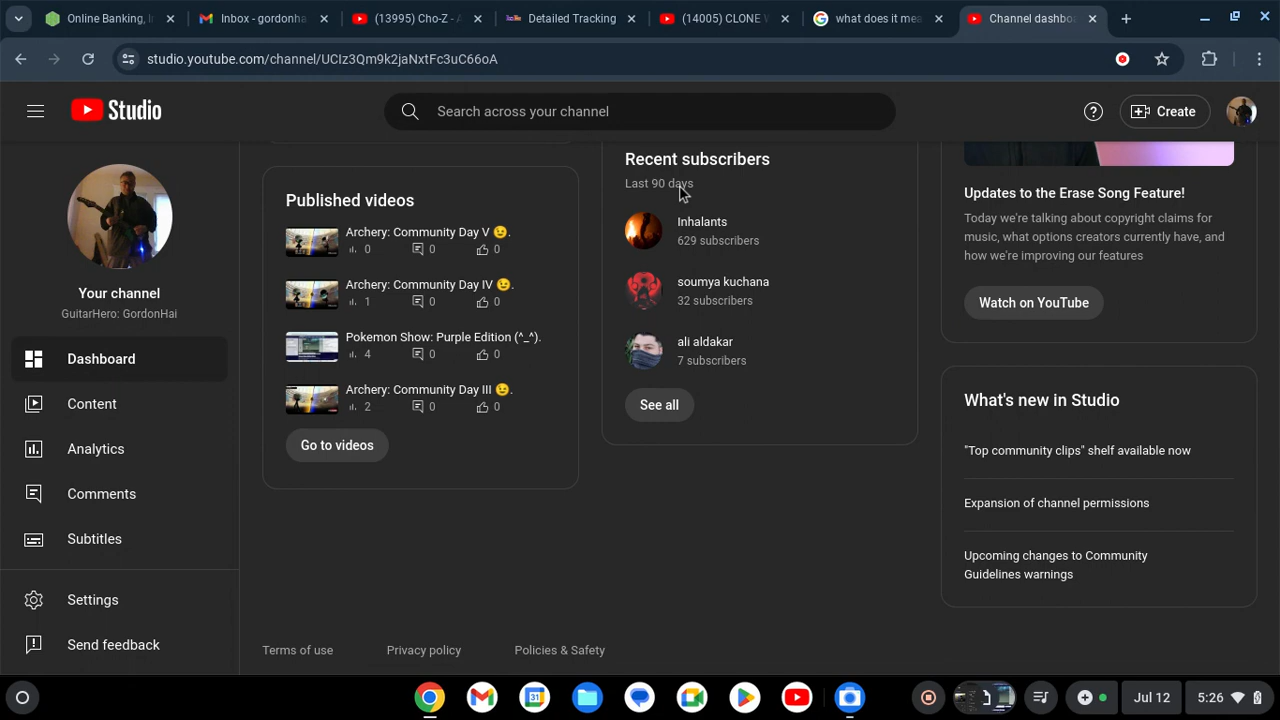 Online Banking, I
Inbox - gordonha
(13995) Cho-Z - A
Detailed Tracking
(14005) CLONE W
what does it mea
Channel dashboa
studio.youtube.com/channel/UCIz3Qm9k2jaNxtFc3uC66oA
Studio
Search across your channel
Create
Your channel
GuitarHero: GordonHai
Dashboard
Content
Analytics
Comments
Subtitles
Settings
Send feedback
Published videos
Archery: Community Day V 😉.
0 0 0
Archery: Community Day IV 😉.
1 0 0
Pokemon Show: Purple Edition (^_^).
4 0 0
Archery: Community Day III 😉.
2 0 0
Go to videos
Recent subscribers
Last 90 days
Inhalants
629 subscribers
soumya kuchana
32 subscribers
ali aldakar
7 subscribers
See all
Updates to the Erase Song Feature!
Today we're talking about copyright claims for
music, what options creators currently have, and
how we're improving our features
Watch on YouTube
What's new in Studio
"Top community clips" shelf available now
Expansion of channel permissions
Upcoming changes to Community
Guidelines warnings
Terms of use
Privacy policy
Policies & Safety
31
Jul 12
5:26